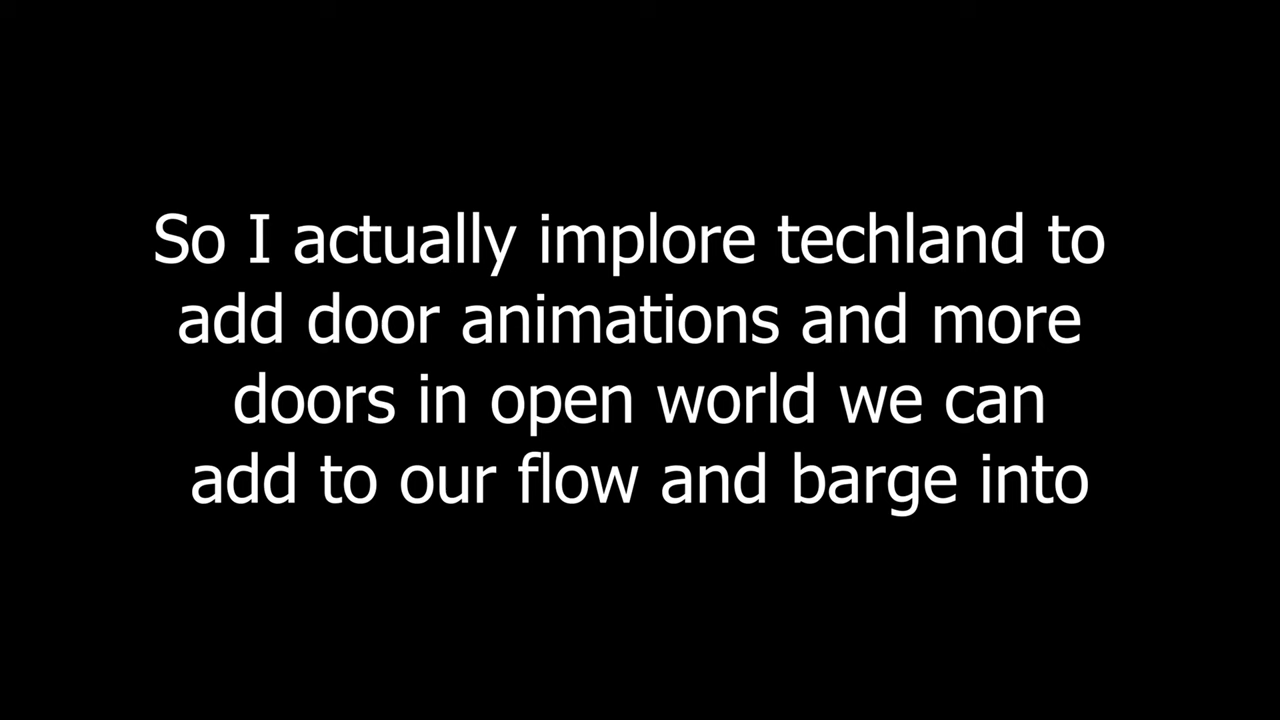 So I actually implore techland to
add door animations and more
doors in open world we can
add to our flow and barge into